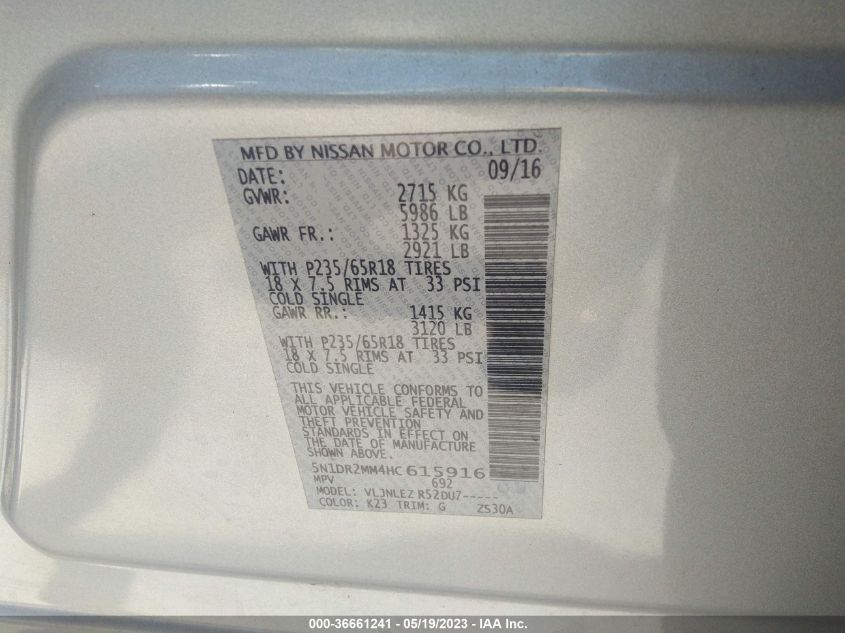 MFD BY NISSAN MOTOR CO., LTD.
DATE: 09/16
GVWR: 2715 KG
5986 LB
GAWR FR.: 1325 KG
2921 LB
WITH P235/65R18 TIRES
18 X 7.5 RIMS AT 33 PSI
COLD SINGLE
GAWR RR.: 1415 KG
3120 LB
WITH P235/65R18 TIRES
18 X 7.5 RIMS AT 33 PSI
COLD SINGLE
THIS VEHICLE CONFORMS TO
ALL APPLICABLE FEDERAL
MOTOR VEHICLE SAFETY AND
THEFT PREVENTION
STANDARDS IN EFFECT ON
THE DATE OF MANUFACTURE
SHOWN ABOVE.
5N1DR2MM4HC615916
MPV 692
MODEL: VLJNLEZ R52DU7-----
COLOR: K23 TRIM: G ZS30A
000-36661241 - 05/19/2023 - IAA Inc.